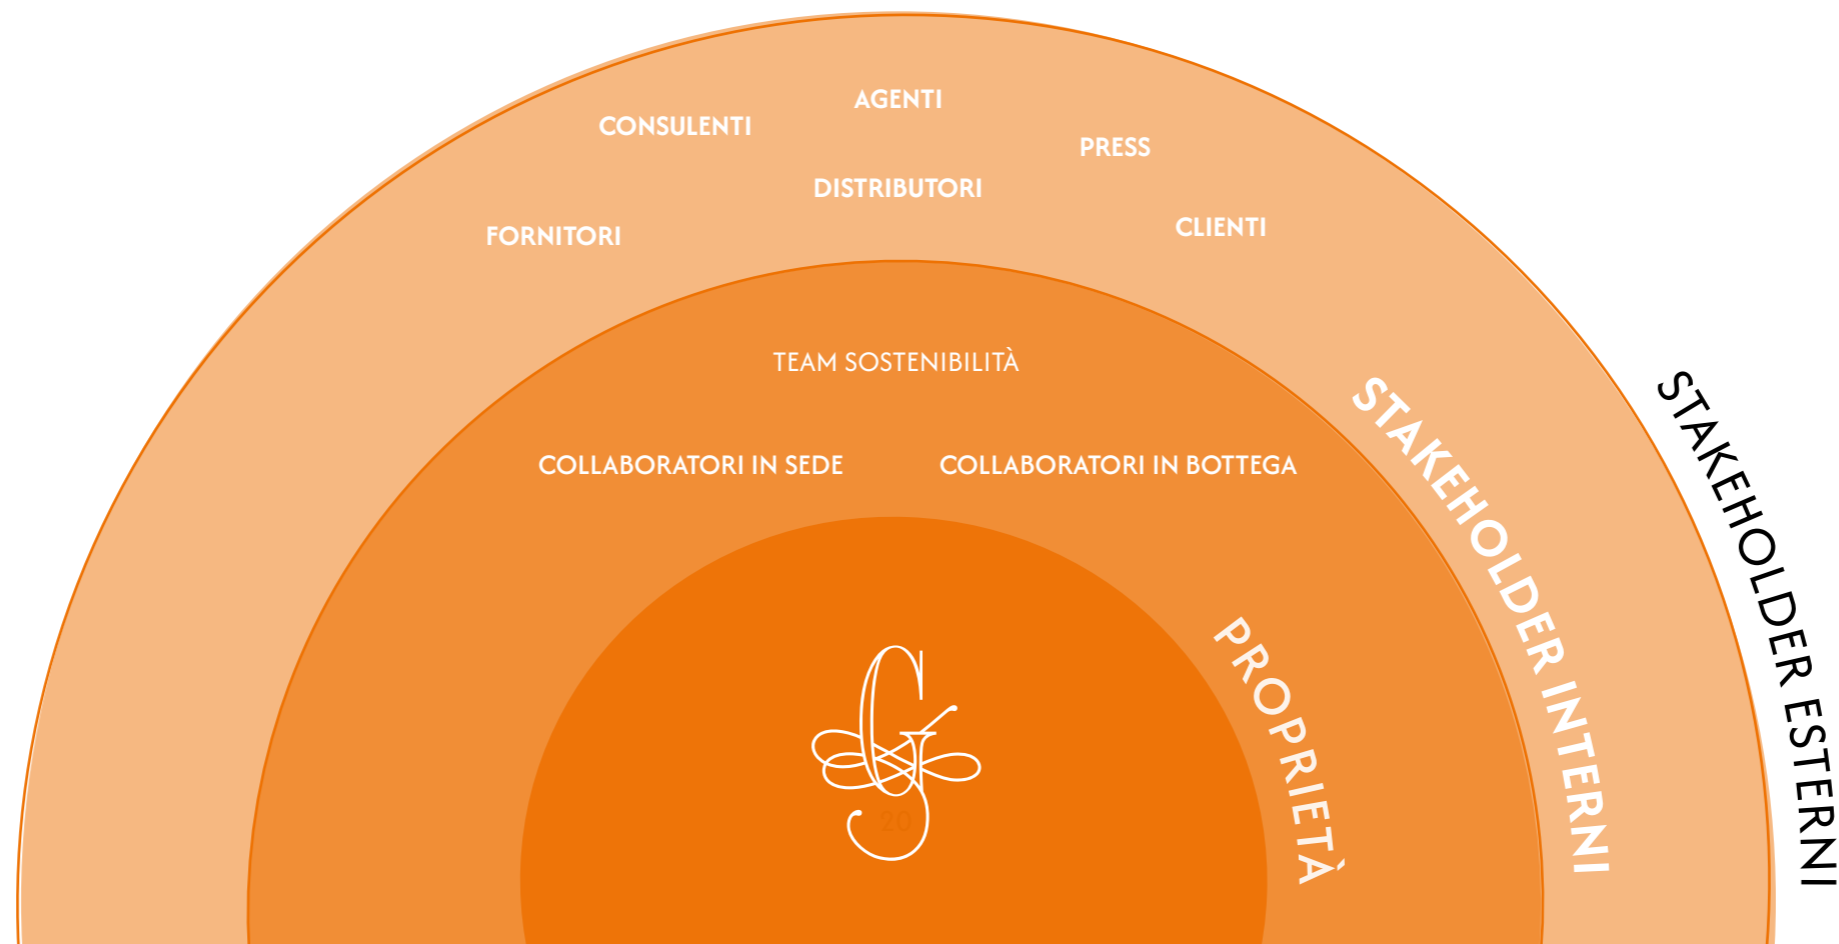 AGENTI
CONSULENTI
PRESS
DISTRIBUTORI
CLIENTI
FORNITORI
TEAM SOSTENIBILITÀ
COLLABORATORI IN SEDE
COLLABORATORI IN BOTTEGA
PROPRIETÀ
STAKEHOLDER INTERNI
STAKEHOLDER ESTERNI
G
20